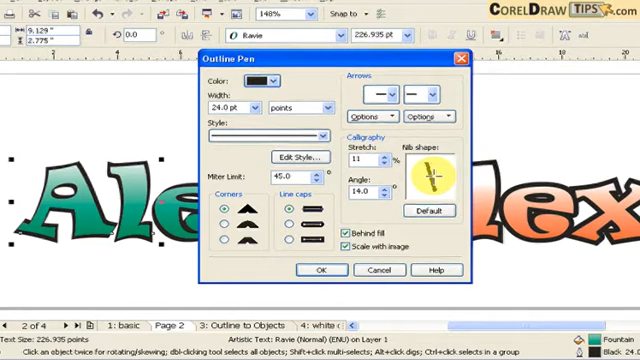 CORELDRAW TIPS.com
148%
Snap to
9.129"
2.775"
0.0
Ravie
226.935 pt
Outline Pen
Color:
Width:
24.0 pt
points
Style:
Edit Style...
Miter Limit:
45.0
Corners
Line caps
Arrows
Options
Options
Calligraphy
Stretch:
11
%
Angle:
14.0
Nib shape:
Default
Behind fill
Scale with image
OK
Cancel
Help
Ale
lex
2 of 4
1: basic
Page 2
3: Outline to Objects
4: white
Text Size: 226.935 points
Artistic Text: Ravie (Normal) (ENU) on Layer 1
Fountain
Click an object twice for rotating/skewing; dbl-clicking tool selects all objects; Shift+click multi-selects; Alt+click digs; Ctrl+click selects in a group
Black 24.0